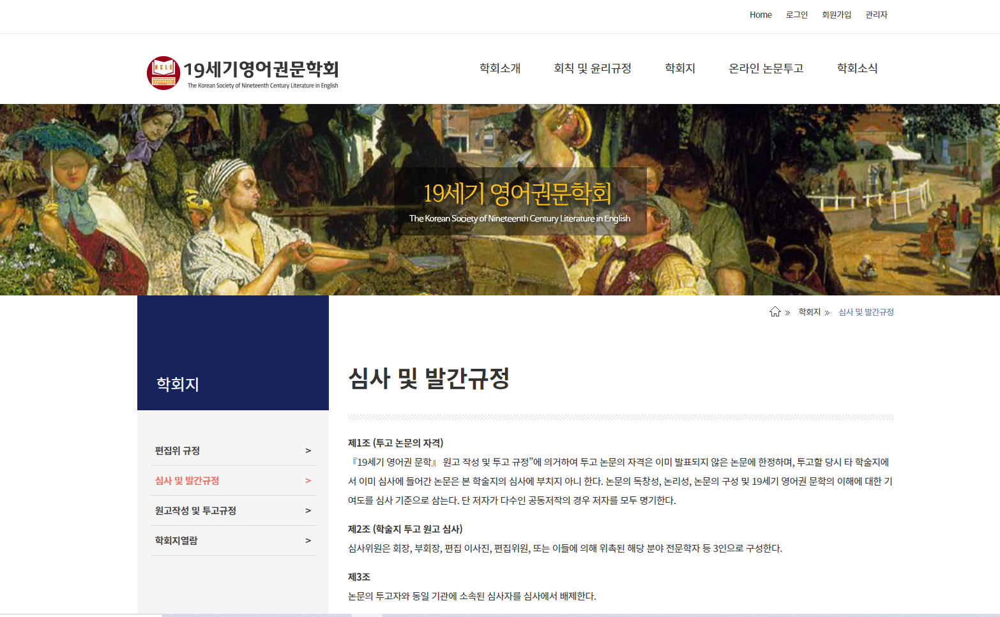 Home 로그인 회원가입 관리자
NCLE
19세기영어권문학회
The Korean Society of Nineteenth Century Literature in English
학회소개 회칙 및 윤리규정 학회지 온라인 논문투고 학회소식
19세기 영어권문학회
The Korean Society of Nineteenth Century Literature in English
학회지 심사 및 발간규정
학회지
편집위 규정 >
심사 및 발간규정 >
원고작성 및 투고규정 >
학회지열람 >
심사 및 발간규정
제1조 (투고 논문의 자격)
『19세기 영어권 문학』 원고 작성 및 투고 규정”에 의거하여 투고 논문의 자격은 이미 발표되지 않은 논문에 한정하며, 투고할 당시 타 학술지에
서 이미 심사에 들어간 논문은 본 학술지의 심사에 부치지 아니 한다. 논문의 독창성, 논리성, 논문의 구성 및 19세기 영어권 문학의 이해에 대한 기
여도를 심사 기준으로 삼는다. 단 저자가 다수인 공동저작의 경우 저자를 모두 명기한다.
제2조 (학술지 투고 원고 심사)
심사위원은 회장, 부회장, 편집 이사진, 편집위원, 또는 이들에 의해 위촉된 해당 분야 전문학자 등 3인으로 구성한다.
제3조
논문의 투고자와 동일 기관에 소속된 심사자를 심사에서 배제한다.